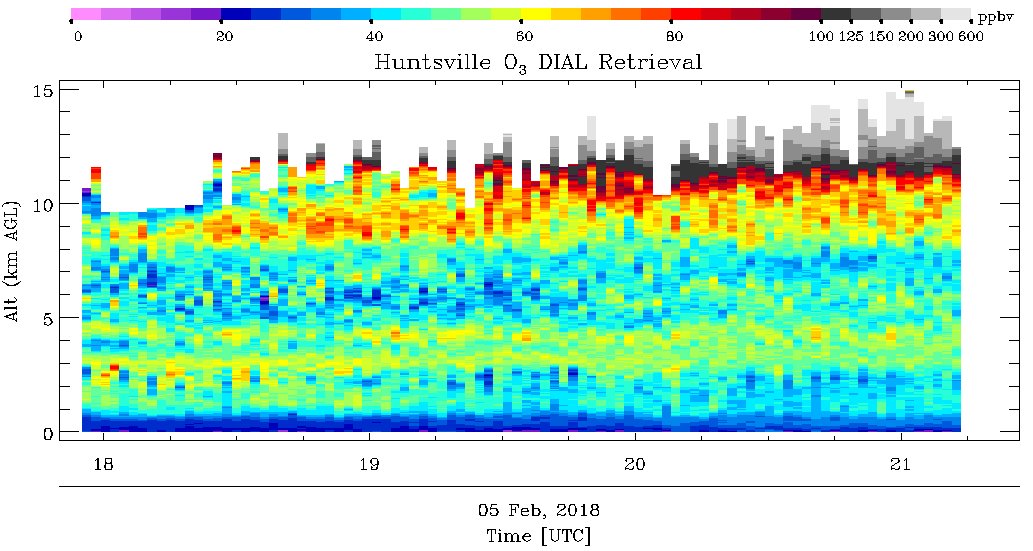 0 20 40 60 80 100 125 150 200 300 600 ppbv
Huntsville O₃ DIAL Retrieval
15
10
5
0
Alt (km AGL)
18 19 20 21
05 Feb, 2018
Time [UTC]